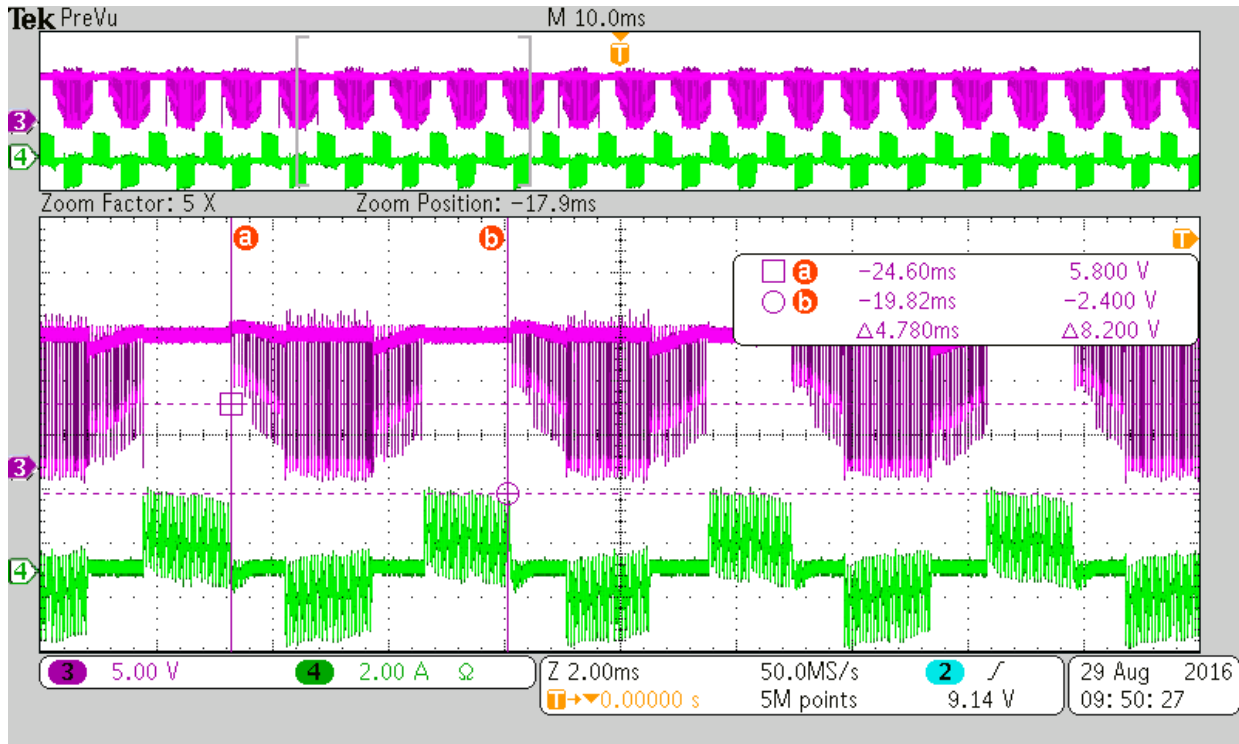 Tek PreVu M 10.0ms
T
3
4
Zoom Factor: 5 X Zoom Position: -17.9ms
a b T
a -24.60ms 5.800 V
b -19.82ms -2.400 V
Δ4.780ms Δ8.200 V
3
4
3 5.00 V 4 2.00 A Ω
Z 2.00ms 50.0MS/s 2
T→▼0.00000 s 5M points 9.14 V
29 Aug 2016
09:50:27